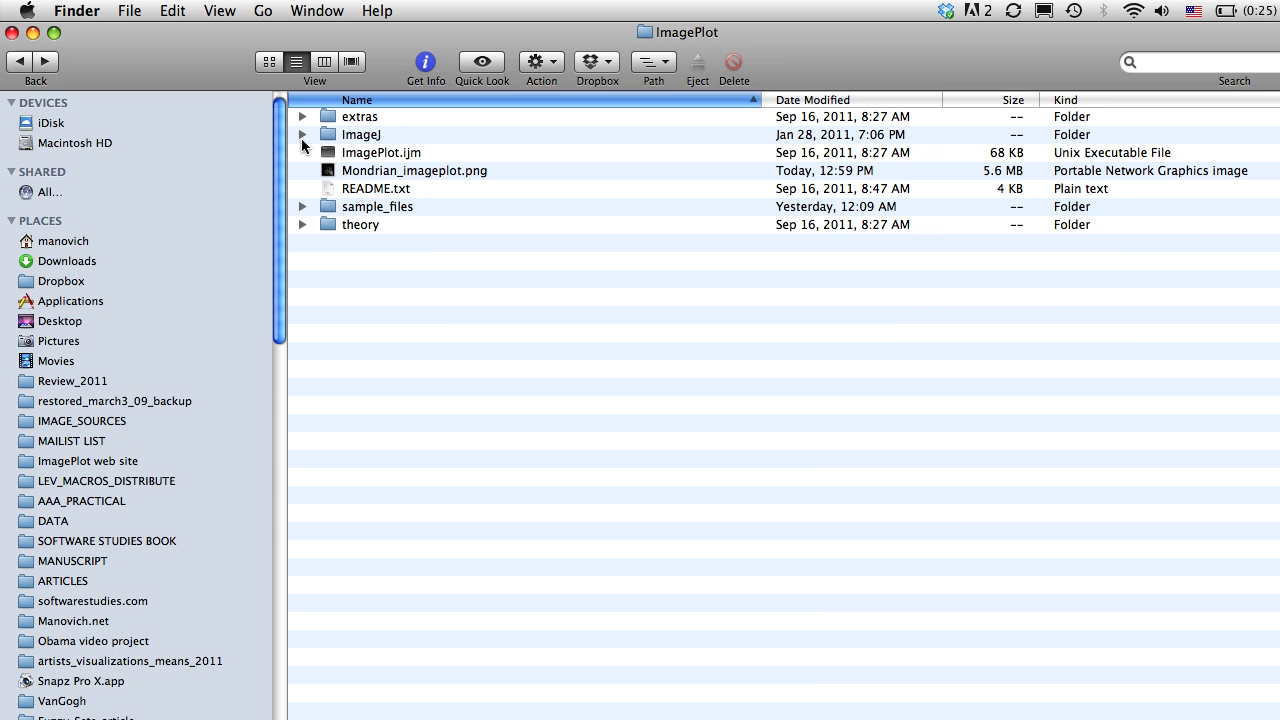 Finder File Edit View Go Window Help 2 (0:25)
ImagePlot
Back View Get Info Quick Look Action Dropbox Path Eject Delete Search
Name Date Modified Size Kind
extras Sep 16, 2011, 8:27 AM -- Folder
ImageJ Jan 28, 2011, 7:06 PM -- Folder
ImagePlot.ijm Sep 16, 2011, 8:27 AM 68 KB Unix Executable File
Mondrian_imageplot.png Today, 12:59 PM 5.6 MB Portable Network Graphics image
README.txt Sep 16, 2011, 8:47 AM 4 KB Plain text
sample_files Yesterday, 12:09 AM -- Folder
theory Sep 16, 2011, 8:27 AM -- Folder
DEVICES
iDisk
Macintosh HD
SHARED
All...
PLACES
manovich
Downloads
Dropbox
Applications
Desktop
Pictures
Movies
Review_2011
restored_march3_09_backup
IMAGE_SOURCES
MAILIST LIST
ImagePlot web site
LEV_MACROS_DISTRIBUTE
AAA_PRACTICAL
DATA
SOFTWARE STUDIES BOOK
MANUSCRIPT
ARTICLES
softwarestudies.com
Manovich.net
Obama video project
artists_visualizations_means_2011
Snapz Pro X.app
VanGogh